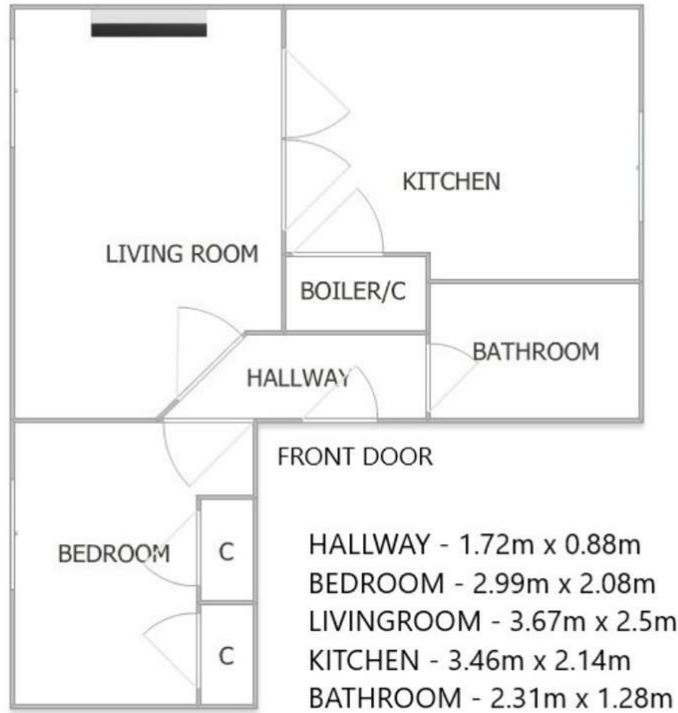 KITCHEN
LIVING ROOM
BOILER/C
BATHROOM
HALLWAY
FRONT DOOR
BEDROOM
C
C
HALLWAY - 1.72m x 0.88m
BEDROOM - 2.99m x 2.08m
LIVINGROOM - 3.67m x 2.5m
KITCHEN - 3.46m x 2.14m
BATHROOM - 2.31m x 1.28m